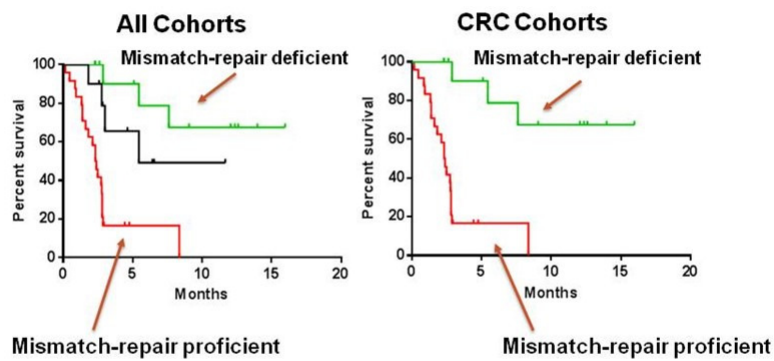 All Cohorts
Mismatch-repair deficient
Percent survival
100
80
60
40
20
0
0 5 10 15 20
Months
Mismatch-repair proficient
CRC Cohorts
Mismatch-repair deficient
Percent survival
100
80
60
40
20
0
0 5 10 15 20
Months
Mismatch-repair proficient